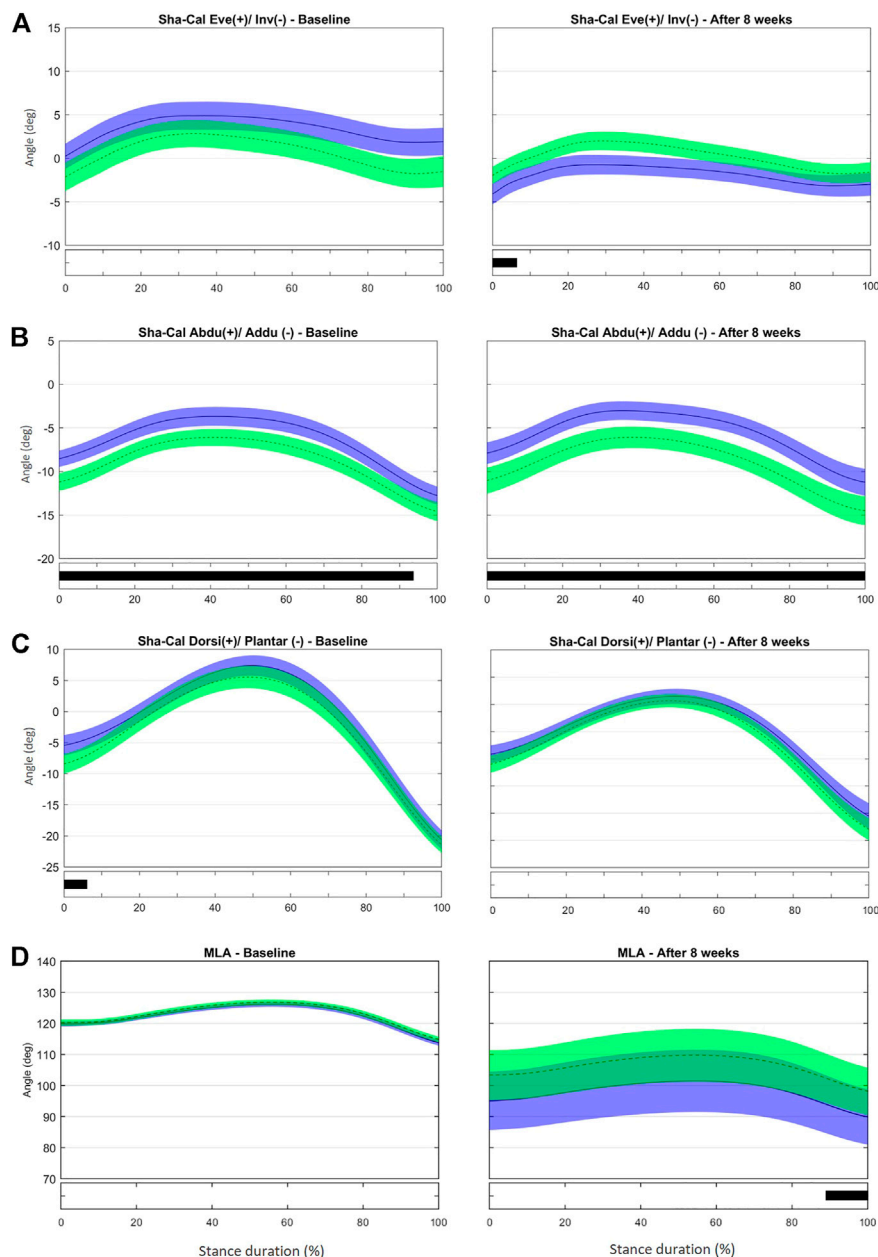 A
Sha-Cal Eve(+)/ Inv(-) - Baseline
Sha-Cal Eve(+)/ Inv(-) - After 8 weeks
Angle (deg)
15
10
5
0
-5
-10
0 20 40 60 80 100
0 20 40 60 80 100
B
Sha-Cal Abdu(+)/ Addu (-) - Baseline
Sha-Cal Abdu(+)/ Addu (-) - After 8 weeks
Angle (deg)
5
0
-5
-10
-15
-20
0 20 40 60 80 100
0 20 40 60 80 100
C
Sha-Cal Dorsi(+)/ Plantar (-) - Baseline
Sha-Cal Dorsi(+)/ Plantar (-) - After 8 weeks
Angle (deg)
10
5
0
-5
-10
-15
-20
-25
0 20 40 60 80 100
0 20 40 60 80 100
D
MLA - Baseline
MLA - After 8 weeks
Angle (deg)
140
130
120
110
100
90
80
70
0 20 40 60 80 100
0 20 40 60 80 100
Stance duration (%)
Stance duration (%)